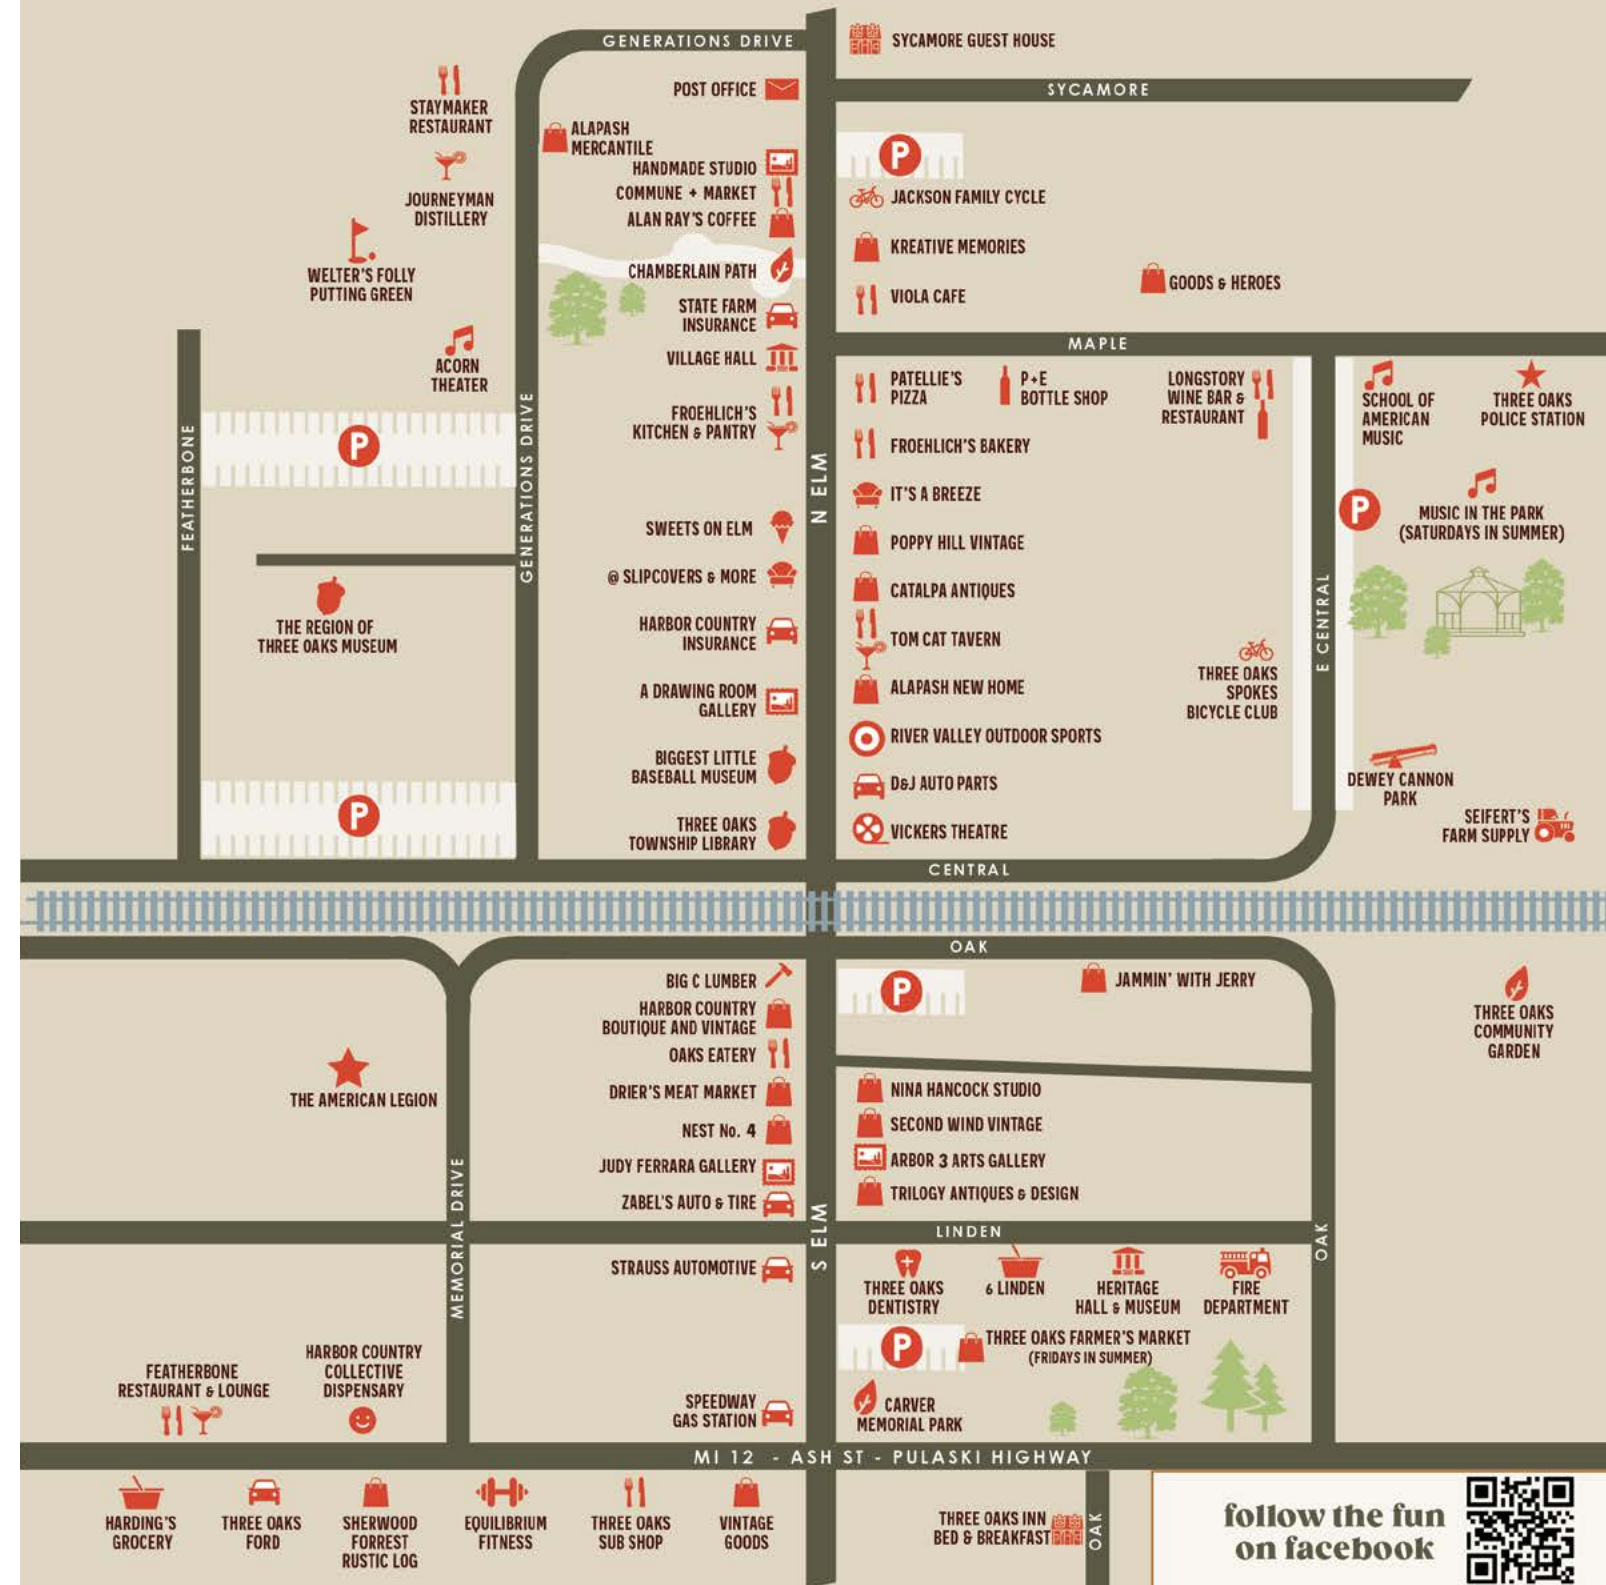 GENERATIONS DRIVE
SYCAMORE GUEST HOUSE
POST OFFICE
SYCAMORE
STAYMAKER
RESTAURANT
ALAPASH
MERCANTILE
P
HANDMADE STUDIO
COMMUNE + MARKET
JACKSON FAMILY CYCLE
JOURNEYMAN
DISTILLERY
ALAN RAY'S COFFEE
KREATIVE MEMORIES
WELTER'S FOLLY
PUTTING GREEN
CHAMBERLAIN PATH
GOODS & HEROES
VIOLA CAFE
STATE FARM
INSURANCE
MAPLE
VILLAGE HALL
ACORN
THEATER
PATELLIE'S
PIZZA
P+E
BOTTLE SHOP
LONGSTORY
WINE BAR &
RESTAURANT
SCHOOL OF
AMERICAN
MUSIC
THREE OAKS
POLICE STATION
FROEHLICH'S
KITCHEN & PANTRY
FEATHERBONE
P
GENERATIONS DRIVE
N ELM
FROEHLICH'S BAKERY
IT'S A BREEZE
P
MUSIC IN THE PARK
(SATURDAYS IN SUMMER)
SWEETS ON ELM
POPPY HILL VINTAGE
@ SLIPCOVERS & MORE
CATALPA ANTIQUES
E CENTRAL
THE REGION OF
THREE OAKS MUSEUM
HARBOR COUNTRY
INSURANCE
TOM CAT TAVERN
THREE OAKS
SPOKES
BICYCLE CLUB
A DRAWING ROOM
GALLERY
ALAPASH NEW HOME
RIVER VALLEY OUTDOOR SPORTS
BIGGEST LITTLE
BASEBALL MUSEUM
D&J AUTO PARTS
DEWEY CANNON
PARK
P
THREE OAKS
TOWNSHIP LIBRARY
VICKERS THEATRE
SEIFERT'S
FARM SUPPLY
CENTRAL
OAK
BIG C LUMBER
P
JAMMIN' WITH JERRY
HARBOR COUNTRY
BOUTIQUE AND VINTAGE
THREE OAKS
COMMUNITY
GARDEN
OAKS EATERY
THE AMERICAN LEGION
DRIER'S MEAT MARKET
NINA HANCOCK STUDIO
NEST No. 4
SECOND WIND VINTAGE
JUDY FERRARA GALLERY
ARBOR 3 ARTS GALLERY
ZABEL'S AUTO & TIRE
TRILOGY ANTIQUES & DESIGN
MEMORIAL DRIVE
S ELM
LINDEN
OAK
STRAUSS AUTOMOTIVE
THREE OAKS
DENTISTRY
6 LINDEN
HERITAGE
HALL & MUSEUM
FIRE
DEPARTMENT
P
THREE OAKS FARMER'S MARKET
(FRIDAYS IN SUMMER)
FEATHERBONE
RESTAURANT & LOUNGE
HARBOR COUNTRY
COLLECTIVE
DISPENSARY
SPEEDWAY
GAS STATION
CARVER
MEMORIAL PARK
MI 12 - ASH ST - PULASKI HIGHWAY
HARDING'S
GROCERY
THREE OAKS
FORD
SHERWOOD
FORREST
RUSTIC LOG
EQUILIBRIUM
FITNESS
THREE OAKS
SUB SHOP
VINTAGE
GOODS
THREE OAKS INN
BED & BREAKFAST
OAK
follow the fun
on facebook